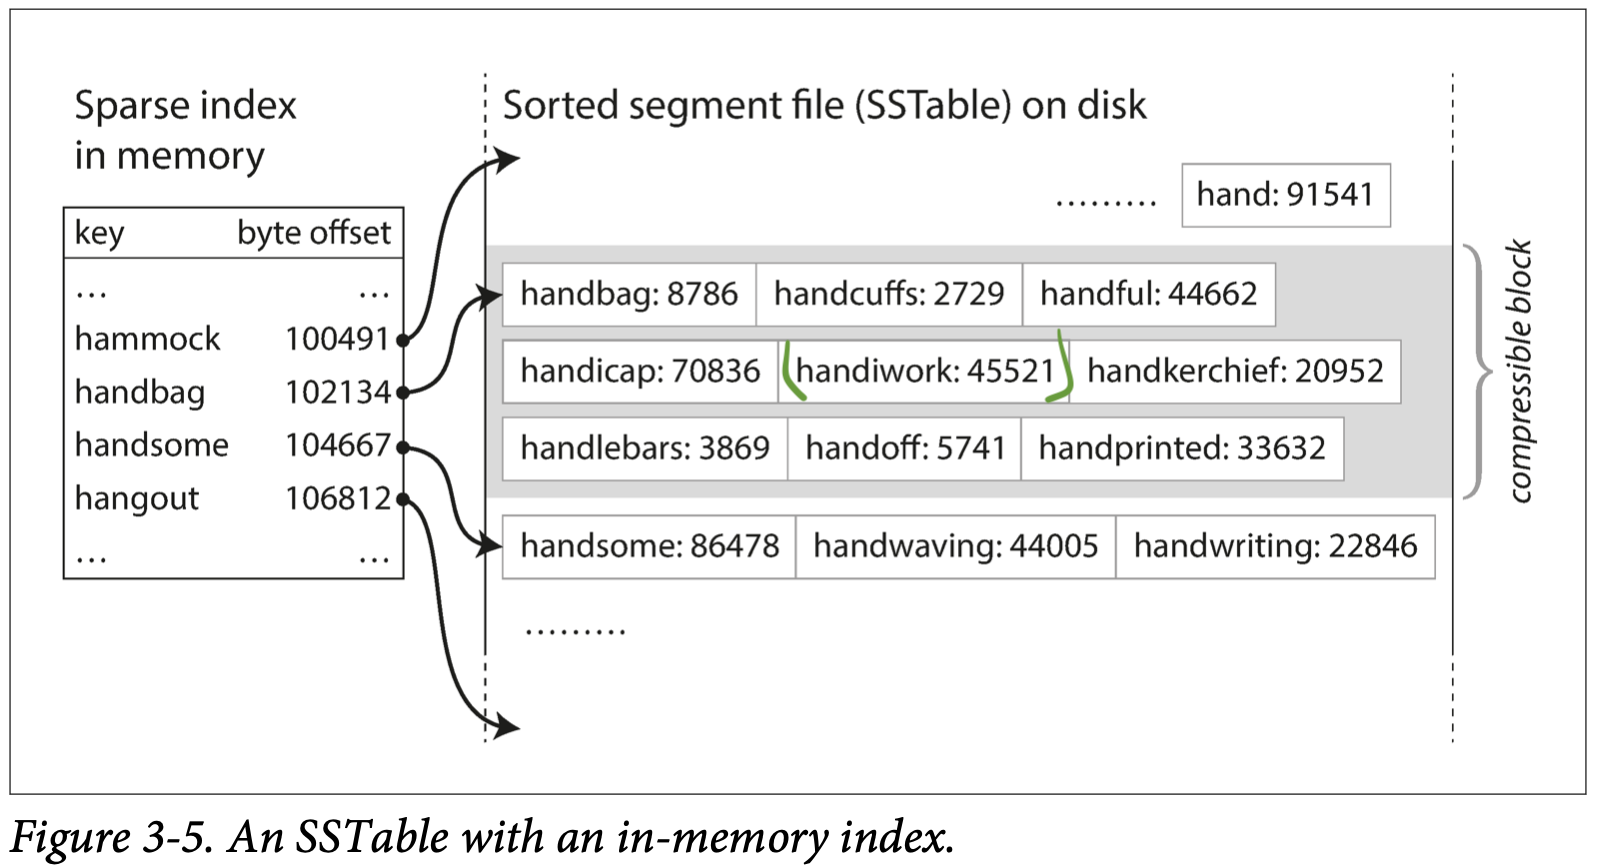 Sparse index
in memory
key byte offset
... ...
hammock 100491
handbag 102134
handsome 104667
hangout 106812
... ...
Sorted segment file (SSTable) on disk
......... hand: 91541
handbag: 8786 handcuffs: 2729 handful: 44662
handicap: 70836 handiwork: 45521 handkerchief: 20952
handlebars: 3869 handoff: 5741 handprinted: 33632
handsome: 86478 handwaving: 44005 handwriting: 22846
.........
compressible block
Figure 3-5. An SSTable with an in-memory index.